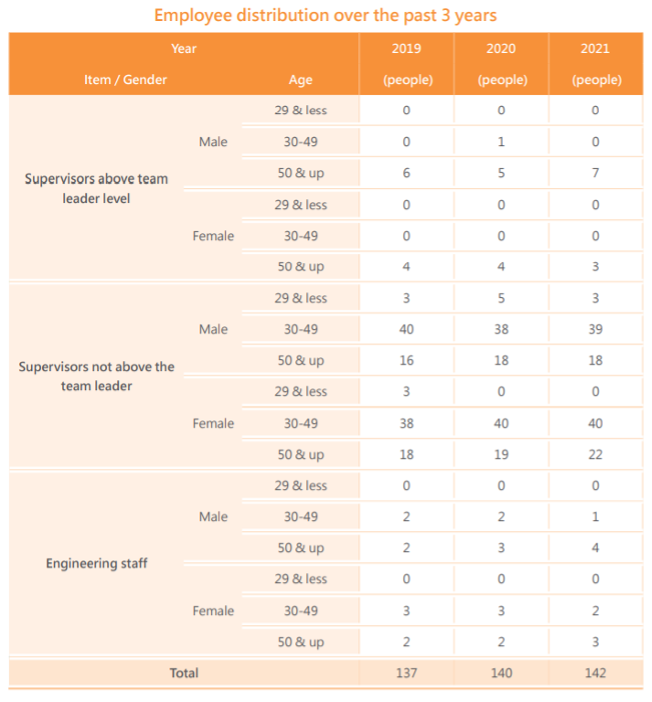 Employee distribution over the past 3 years
Year 2019 2020 2021
Item / Gender Age (people) (people) (people)
29 & less 0 0 0
Male 30-49 0 1 0
50 & up 6 5 7
Supervisors above team
leader level
29 & less 0 0 0
Female 30-49 0 0 0
50 & up 4 4 3
29 & less 3 5 3
Male 30-49 40 38 39
50 & up 16 18 18
Supervisors not above the
team leader
29 & less 3 0 0
Female 30-49 38 40 40
50 & up 18 19 22
29 & less 0 0 0
Male 30-49 2 2 1
50 & up 2 3 4
Engineering staff
29 & less 0 0 0
Female 30-49 3 3 2
50 & up 2 2 3
Total 137 140 142